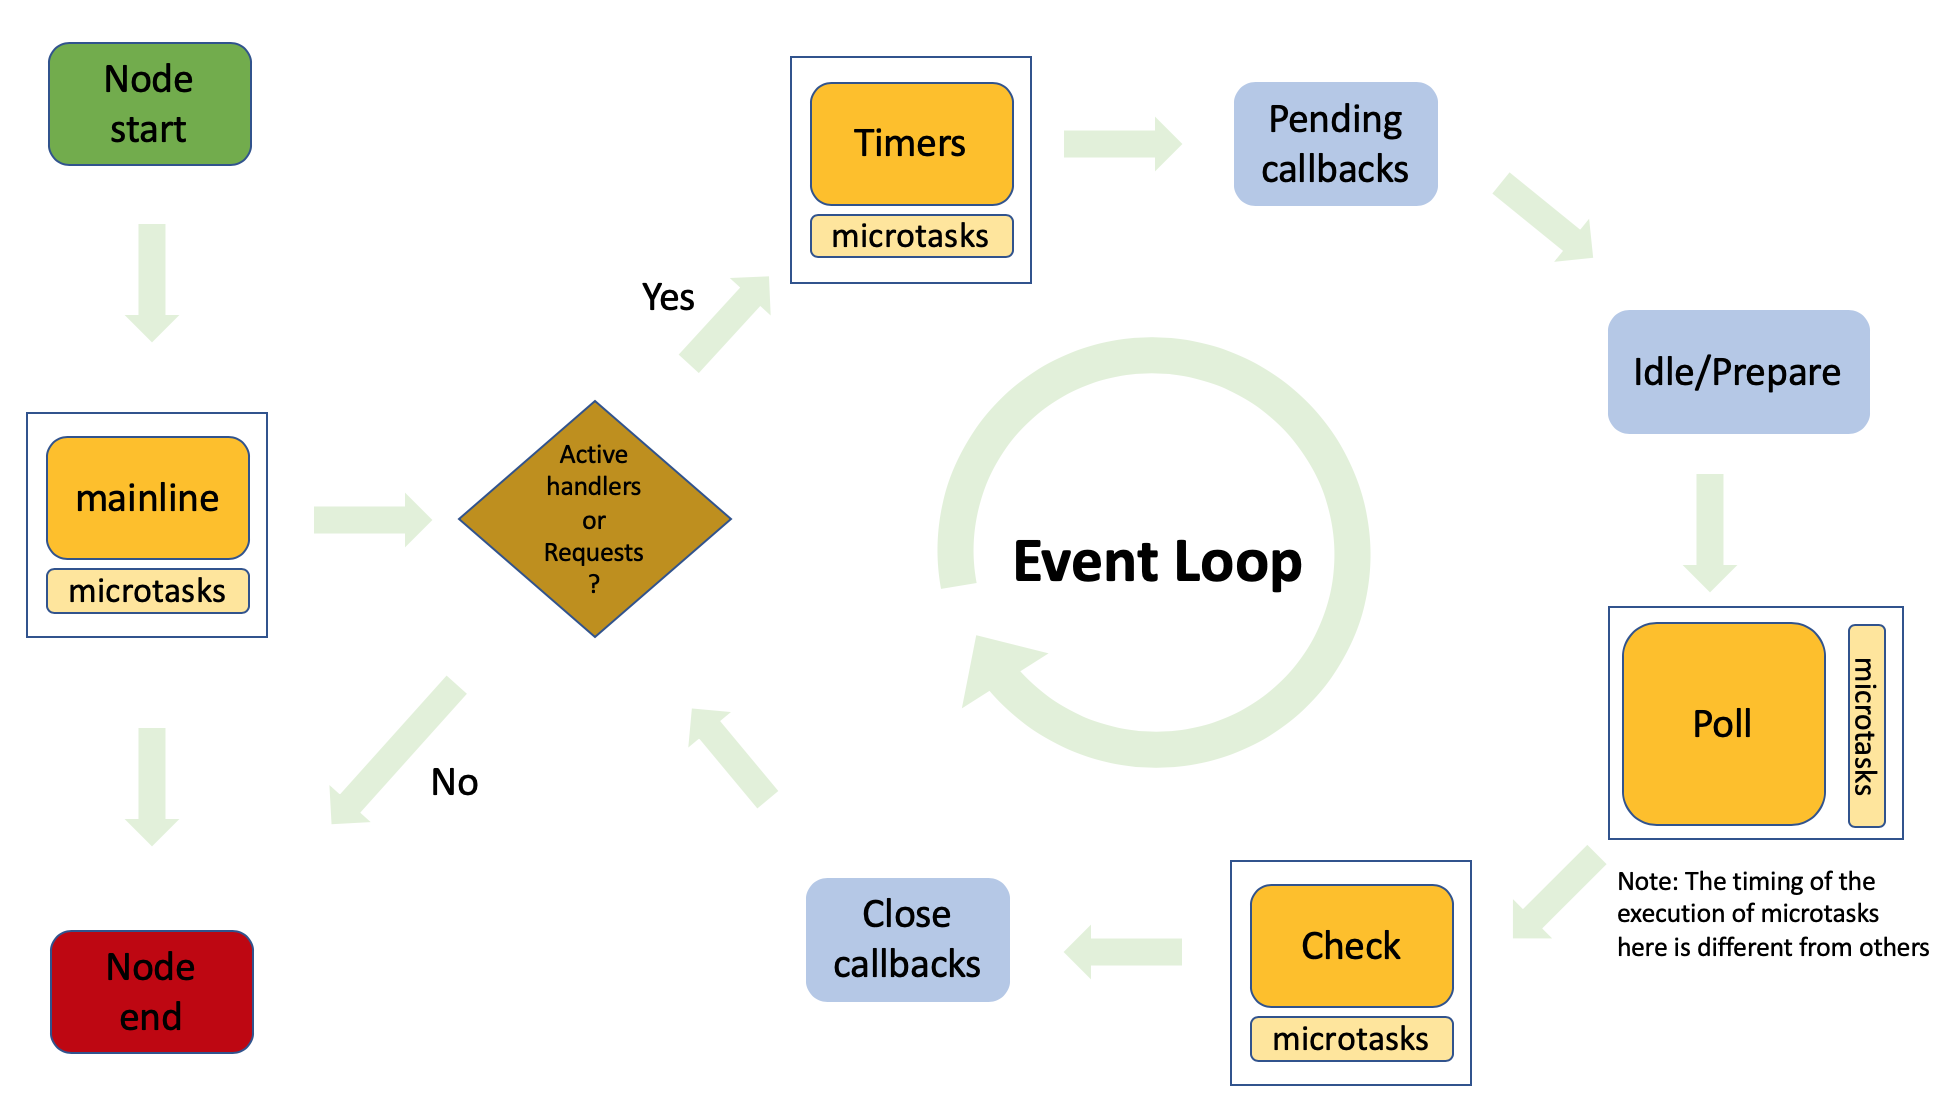 Node
start
mainline
microtasks
Node
end
Active
handlers
or
Requests
?
Yes
No
Timers
microtasks
Pending
callbacks
Idle/Prepare
Poll
microtasks
Note: The timing of the
execution of microtasks
here is different from others
Check
microtasks
Close
callbacks
Event Loop